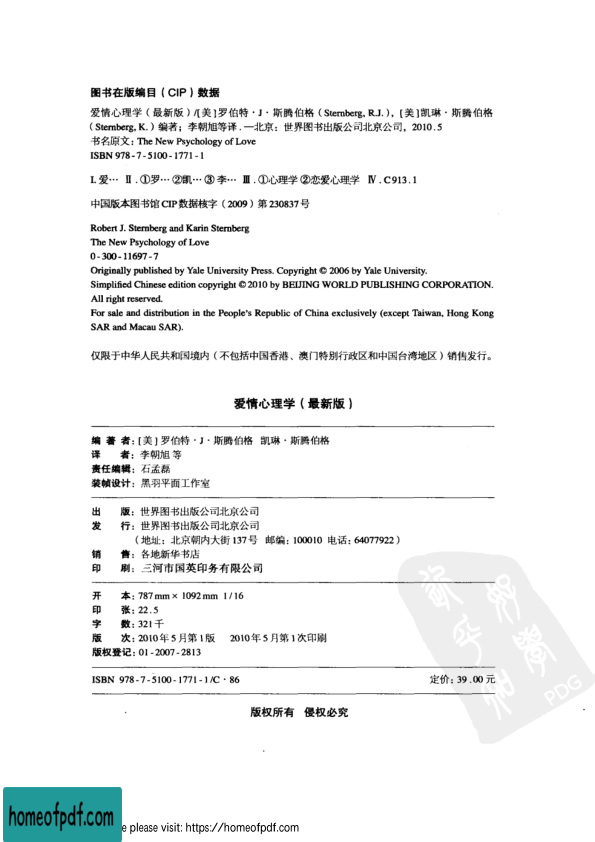 图书在版编目（CIP）数据
爱情心理学（最新版）/[美]罗伯特·J·斯腾伯格（Sternberg,R.J.），[美]凯琳·斯腾伯格
（Sternberg,K.）编著；李朝旭等译．—北京：世界图书出版公司北京公司，2010.5
书名原文：The New Psychology of Love
ISBN 978-7-5100-1771-1
Ⅰ.爱… Ⅱ.①罗…②凯…③李… Ⅲ.①心理学②恋爱心理学 Ⅳ.C913.1
中国版本图书馆CIP数据核字（2009）第230837号
Robert J. Sternberg and Karin Sternberg
The New Psychology of Love
0-300-11697-7
Originally published by Yale University Press. Copyright © 2006 by Yale University.
Simplified Chinese edition copyright © 2010 by BEIJING WORLD PUBLISHING CORPORATION.
All right reserved.
For sale and distribution in the People's Republic of China exclusively (except Taiwan, Hong Kong
SAR and Macau SAR).
仅限于中华人民共和国境内（不包括中国香港、澳门特别行政区和中国台湾地区）销售发行。
爱情心理学（最新版）
编 著 者：[美]罗伯特·J·斯腾伯格 凯琳·斯腾伯格
译 者：李朝旭 等
责任编辑：石孟磊
装帧设计：黑羽平面工作室
出 版：世界图书出版公司北京公司
发 行：世界图书出版公司北京公司
（地址：北京朝内大街137号 邮编：100010 电话：64077922）
销 售：各地新华书店
印 刷：三河市国英印务有限公司
开 本：787mm×1092mm 1/16
印 张：22.5
字 数：321千
版 次：2010年5月第1版 2010年5月第1次印刷
版权登记：01-2007-2813
ISBN 978-7-5100-1771-1/C·86 定价：39.00元
版权所有 侵权必究
PDG
homeofpdf.com
e please visit: https://homeofpdf.com